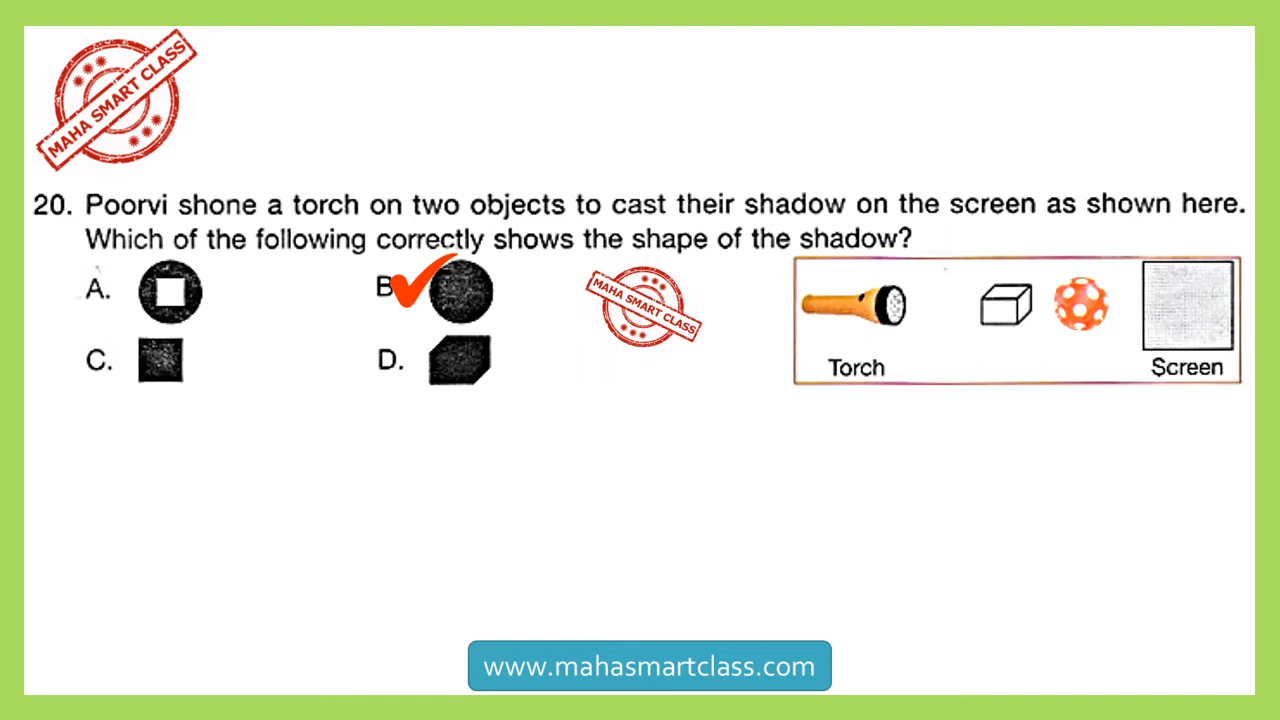 MAHA SMART CLASS
20. Poorvi shone a torch on two objects to cast their shadow on the screen as shown here.
Which of the following correctly shows the shape of the shadow?
A.
B
MAHA SMART CLASS
C.
D.
Torch
Screen
www.mahasmartclass.com